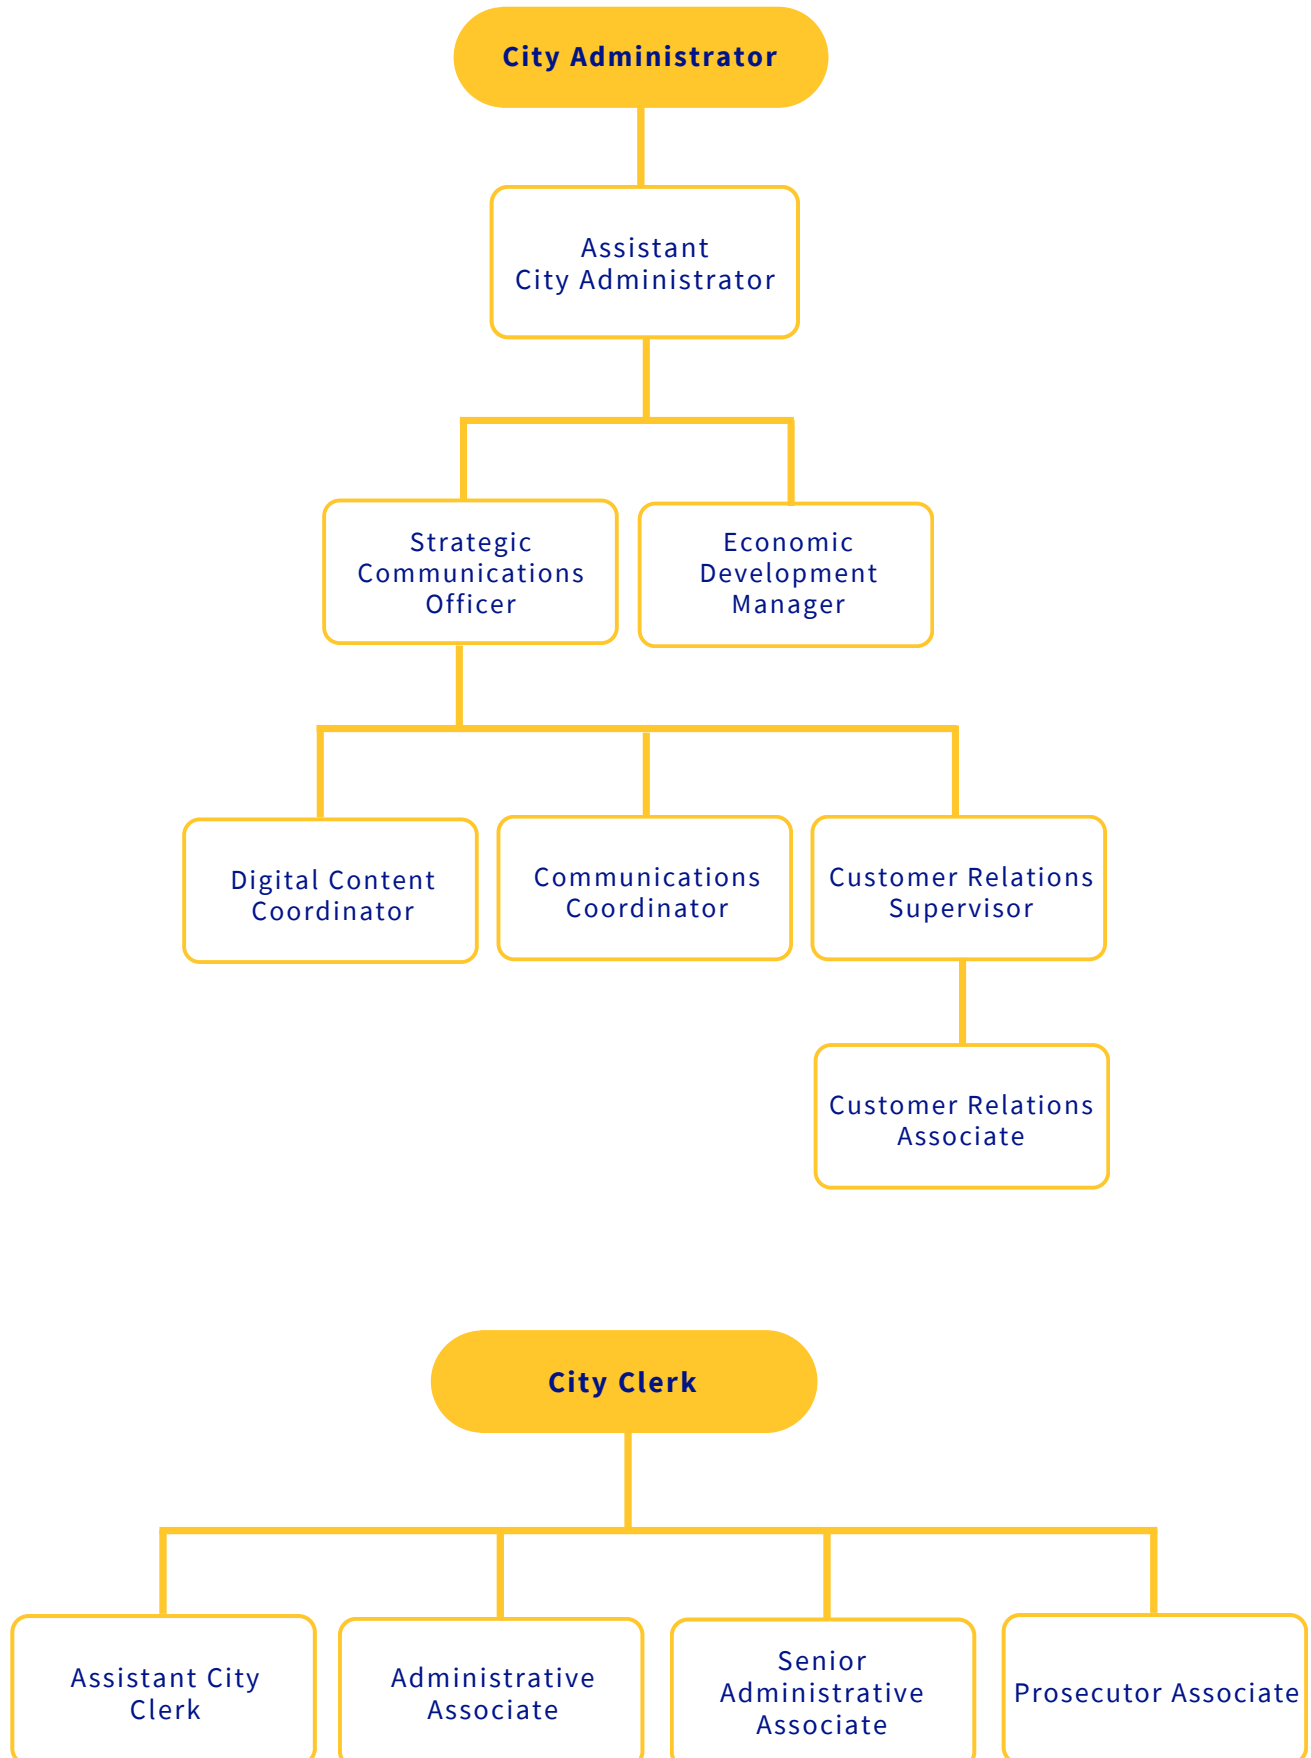 City Administrator
Assistant
City Administrator
Strategic
Communications
Officer
Economic
Development
Manager
Digital Content
Coordinator
Communications
Coordinator
Customer Relations
Supervisor
Customer Relations
Associate
City Clerk
Assistant City
Clerk
Administrative
Associate
Senior
Administrative
Associate
Prosecutor Associate